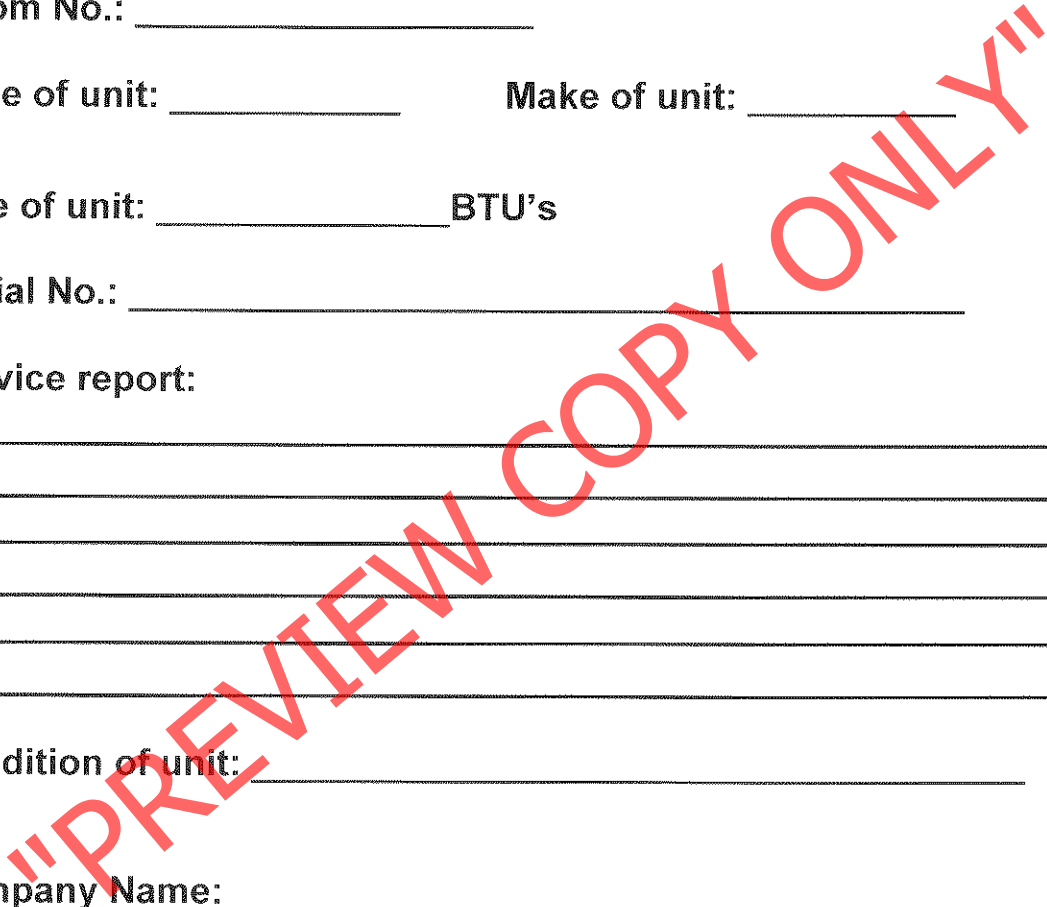 om No.:
e of unit: Make of unit:
e of unit: BTU's
ial No.:
vice report:
dition of unit:
mpany Name:
"PREVIEW COPY ONLY"